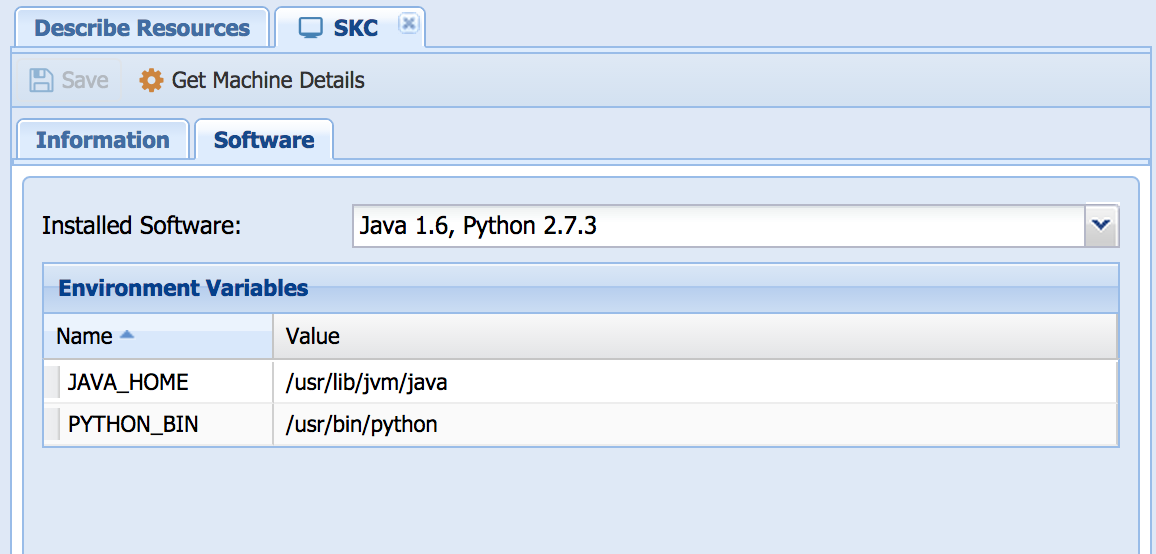 Describe Resources SKC
Save Get Machine Details
Information Software
Installed Software: Java 1.6, Python 2.7.3
Environment Variables
Name Value
JAVA_HOME /usr/lib/jvm/java
PYTHON_BIN /usr/bin/python